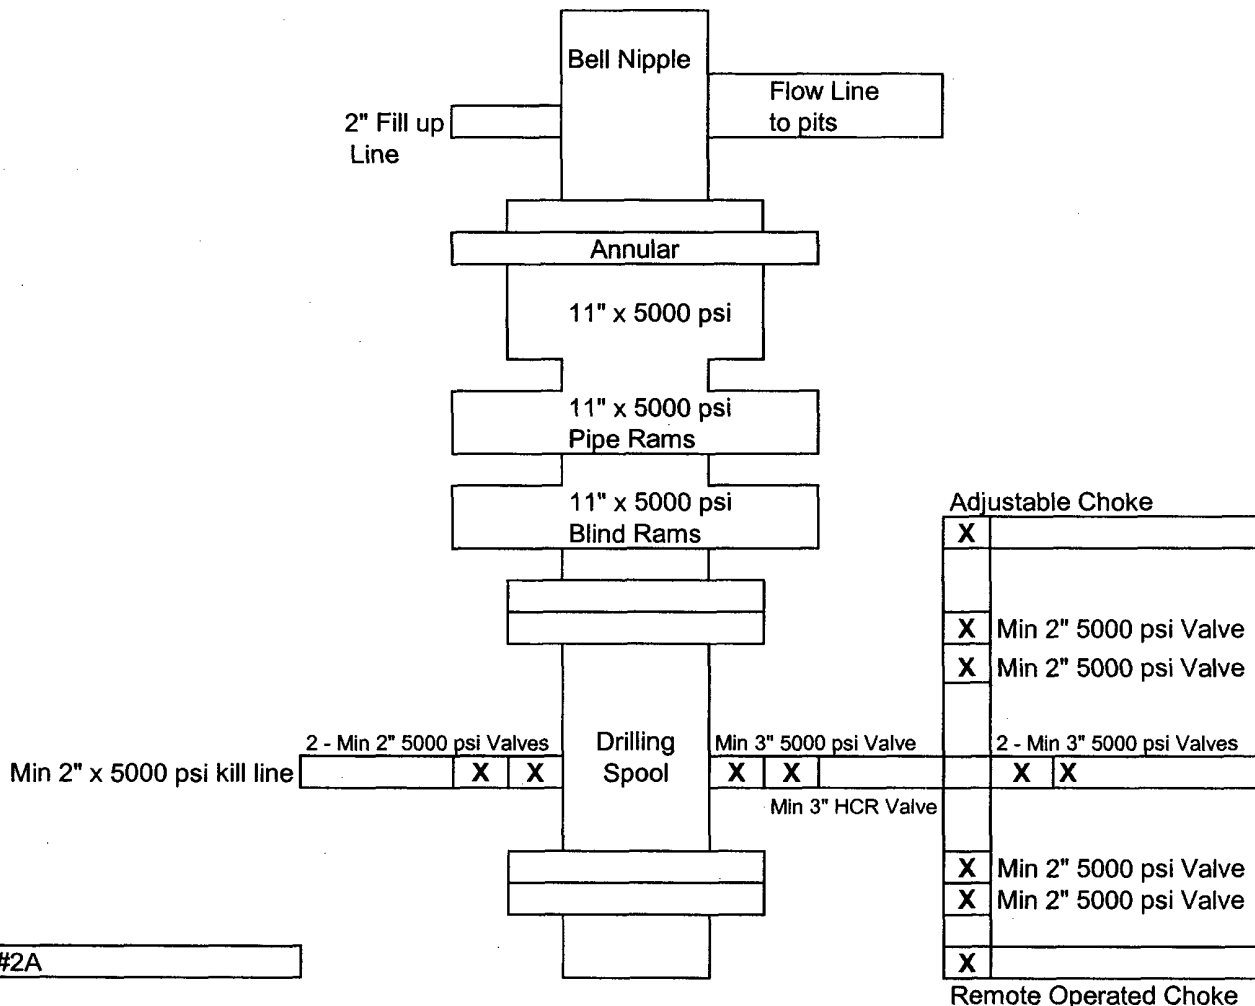 Bell Nipple
Flow Line
to pits
2" Fill up
Line
Annular
11" x 5000 psi
11" x 5000 psi
Pipe Rams
11" x 5000 psi
Blind Rams
Adjustable Choke
X
X Min 2" 5000 psi Valve
X Min 2" 5000 psi Valve
2 - Min 2" 5000 psi Valves
Drilling
Spool
Min 3" 5000 psi Valve
2 - Min 3" 5000 psi Valves
Min 2" x 5000 psi kill line
X X
X X
X X
Min 3" HCR Valve
X Min 2" 5000 psi Valve
X Min 2" 5000 psi Valve
#2A
X
Remote Operated Choke